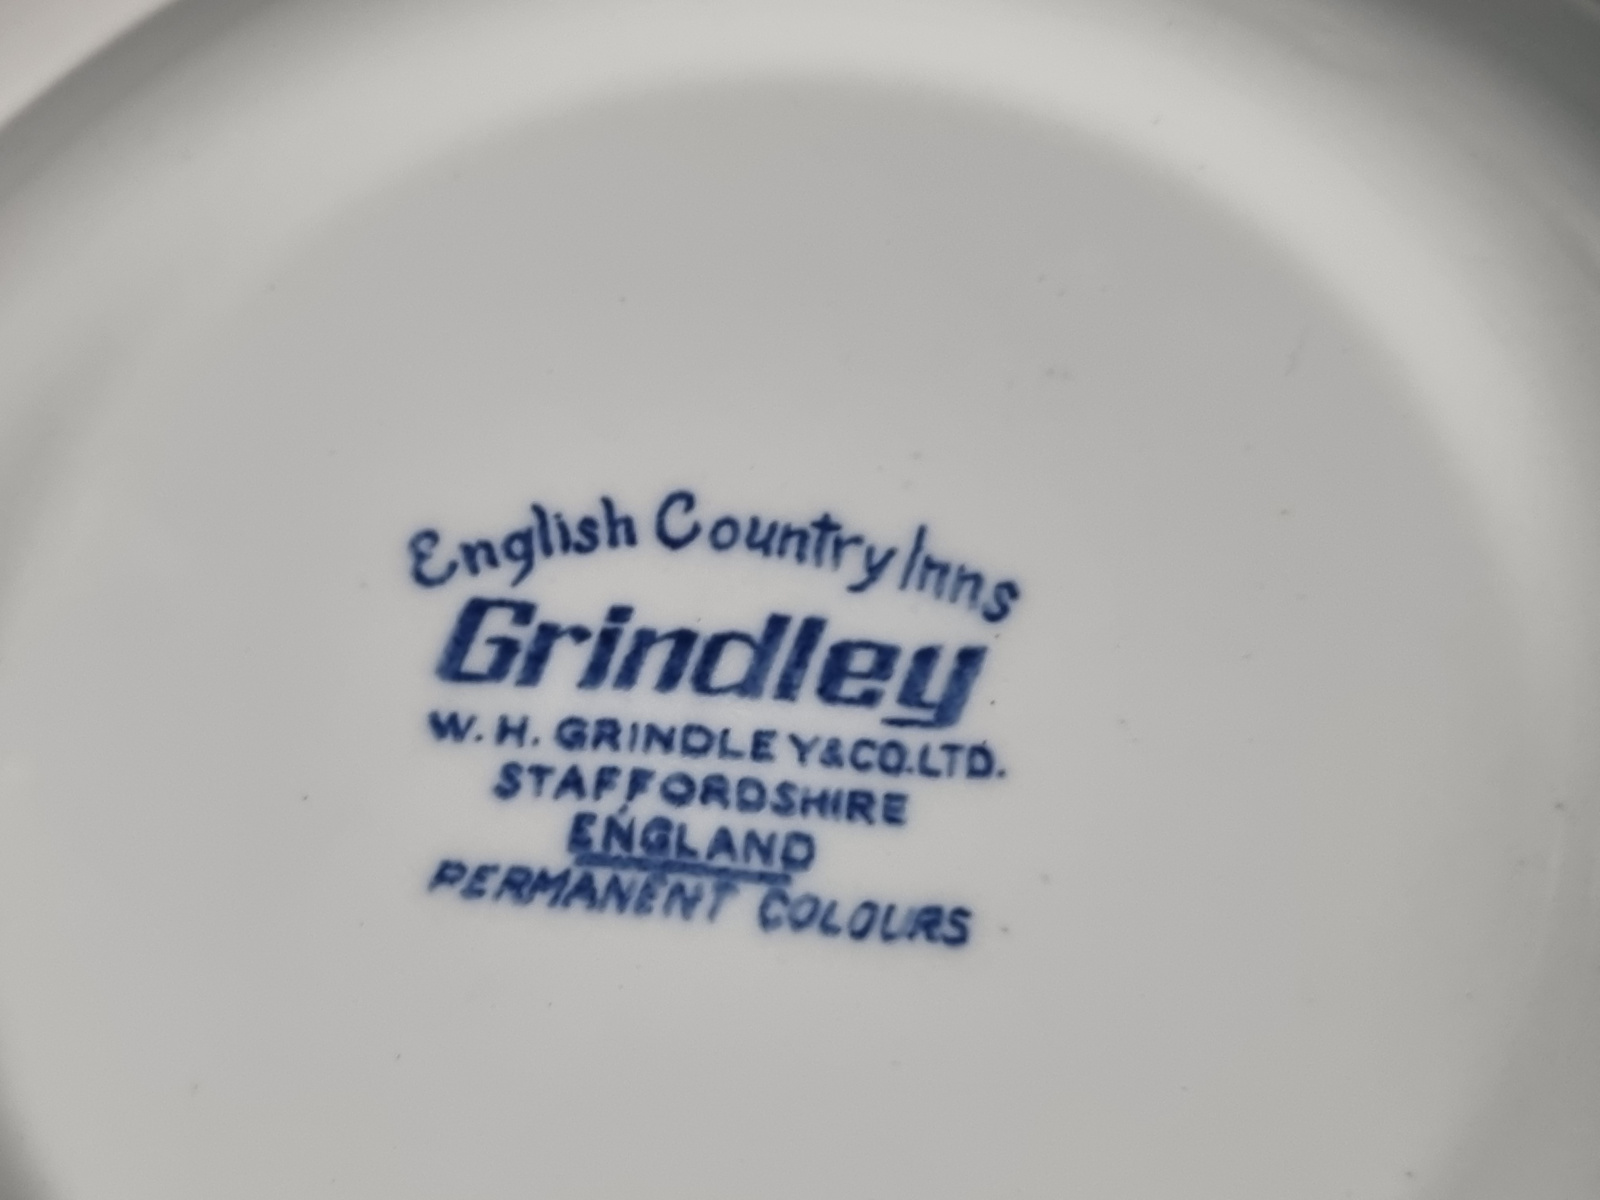 English Country Inns
Grindley
W. H. GRINDLEY & CO. LTD.
STAFFORDSHIRE
ENGLAND
PERMANENT COLOURS